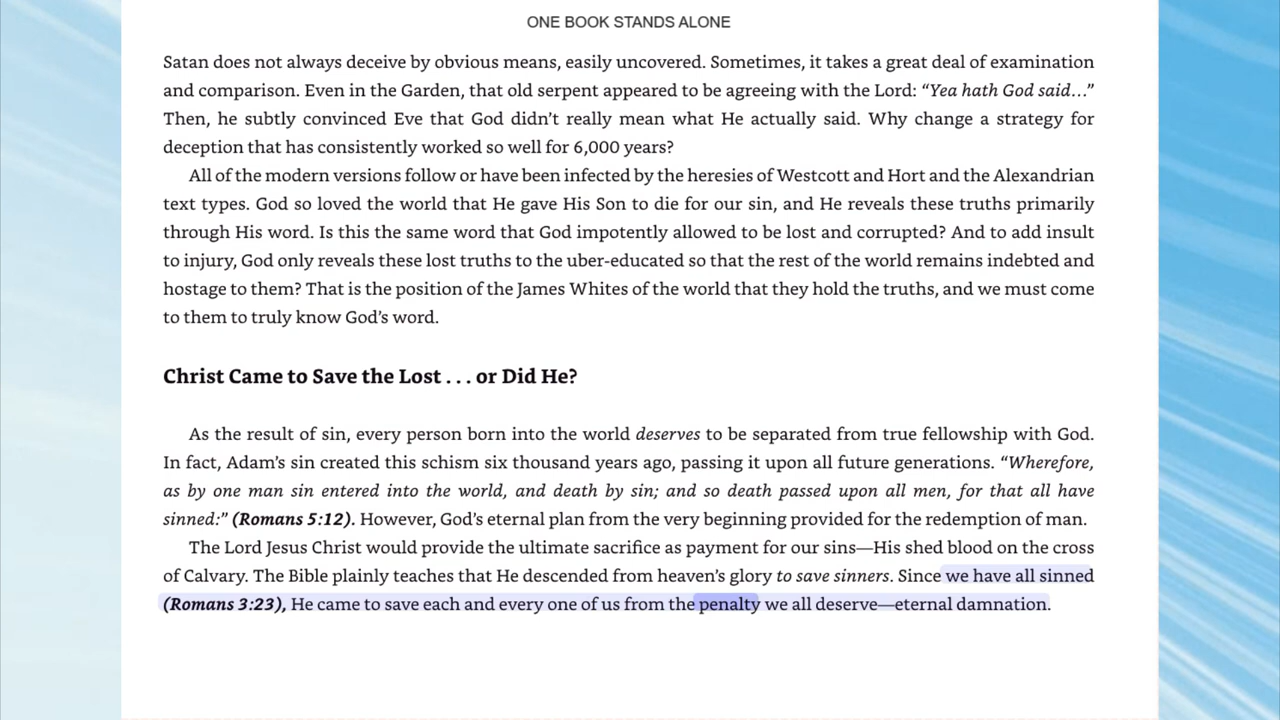 ONE BOOK STANDS ALONE
Satan does not always deceive by obvious means, easily uncovered. Sometimes, it takes a great deal of examination
and comparison. Even in the Garden, that old serpent appeared to be agreeing with the Lord: “Yea hath God said…”
Then, he subtly convinced Eve that God didn’t really mean what He actually said. Why change a strategy for
deception that has consistently worked so well for 6,000 years?
All of the modern versions follow or have been infected by the heresies of Westcott and Hort and the Alexandrian
text types. God so loved the world that He gave His Son to die for our sin, and He reveals these truths primarily
through His word. Is this the same word that God impotently allowed to be lost and corrupted? And to add insult
to injury, God only reveals these lost truths to the uber-educated so that the rest of the world remains indebted and
hostage to them? That is the position of the James Whites of the world that they hold the truths, and we must come
to them to truly know God’s word.
Christ Came to Save the Lost . . . or Did He?
As the result of sin, every person born into the world deserves to be separated from true fellowship with God.
In fact, Adam’s sin created this schism six thousand years ago, passing it upon all future generations. “Wherefore,
as by one man sin entered into the world, and death by sin; and so death passed upon all men, for that all have
sinned:” (Romans 5:12). However, God’s eternal plan from the very beginning provided for the redemption of man.
The Lord Jesus Christ would provide the ultimate sacrifice as payment for our sins—His shed blood on the cross
of Calvary. The Bible plainly teaches that He descended from heaven’s glory to save sinners. Since we have all sinned
(Romans 3:23), He came to save each and every one of us from the penalty we all deserve—eternal damnation.